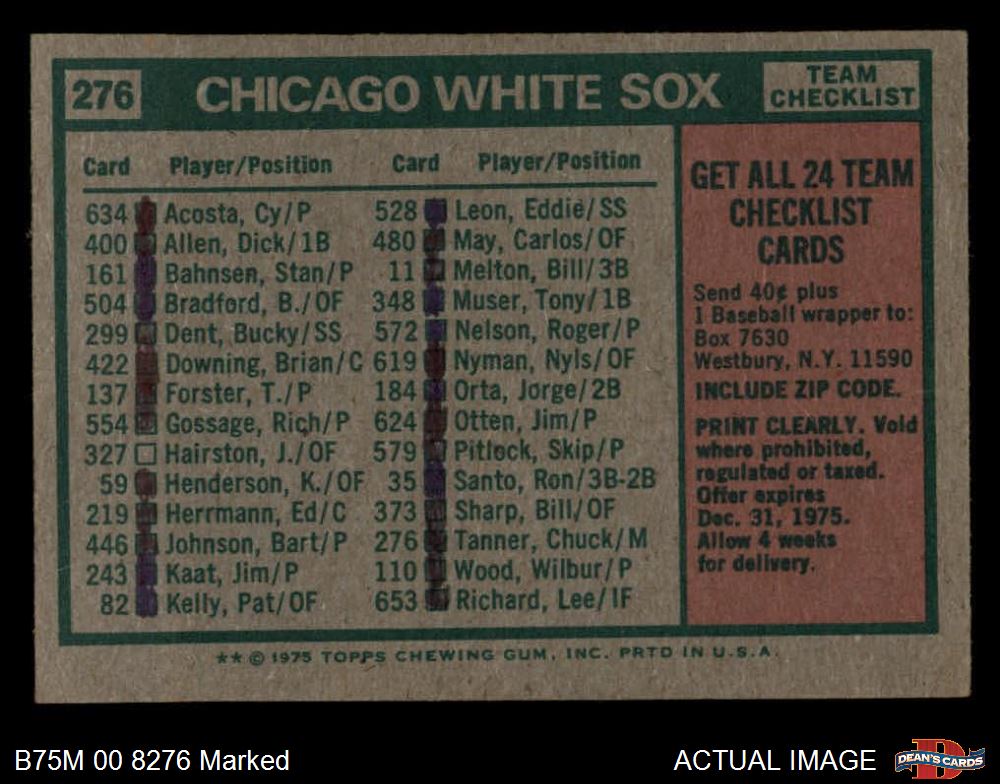 276 CHICAGO WHITE SOX TEAM CHECKLIST
Card Player/Position
634 Acosta, Cy/P
400 Allen, Dick/1B
161 Bahnsen, Stan/P
504 Bradford, B./OF
299 Dent, Bucky/SS
422 Downing, Brian/C
137 Forster, T./P
554 Gossage, Rich/P
327 Hairston, J./OF
59 Henderson, K./OF
219 Herrmann, Ed/C
446 Johnson, Bart/P
243 Kaat, Jim/P
82 Kelly, Pat/OF
Card Player/Position
528 Leon, Eddie/SS
480 May, Carlos/OF
11 Melton, Bill/3B
348 Muser, Tony/1B
572 Nelson, Roger/P
619 Nyman, Nyls/OF
184 Orta, Jorge/2B
624 Otten, Jim/P
579 Pitlock, Skip/P
35 Santo, Ron/3B-2B
373 Sharp, Bill/OF
276 Tanner, Chuck/M
110 Wood, Wilbur/P
653 Richard, Lee/IF
GET ALL 24 TEAM
CHECKLIST
CARDS
Send 40¢ plus
1 Baseball wrapper to:
Box 7630
Westbury, N.Y. 11590
INCLUDE ZIP CODE.
PRINT CLEARLY. Void
where prohibited,
regulated or taxed.
Offer expires
Dec. 31, 1975.
Allow 4 weeks
for delivery.
** © 1975 TOPPS CHEWING GUM, INC. PRTD IN U.S.A.
B75M 00 8276 Marked
ACTUAL IMAGE
DEAN'S CARDS